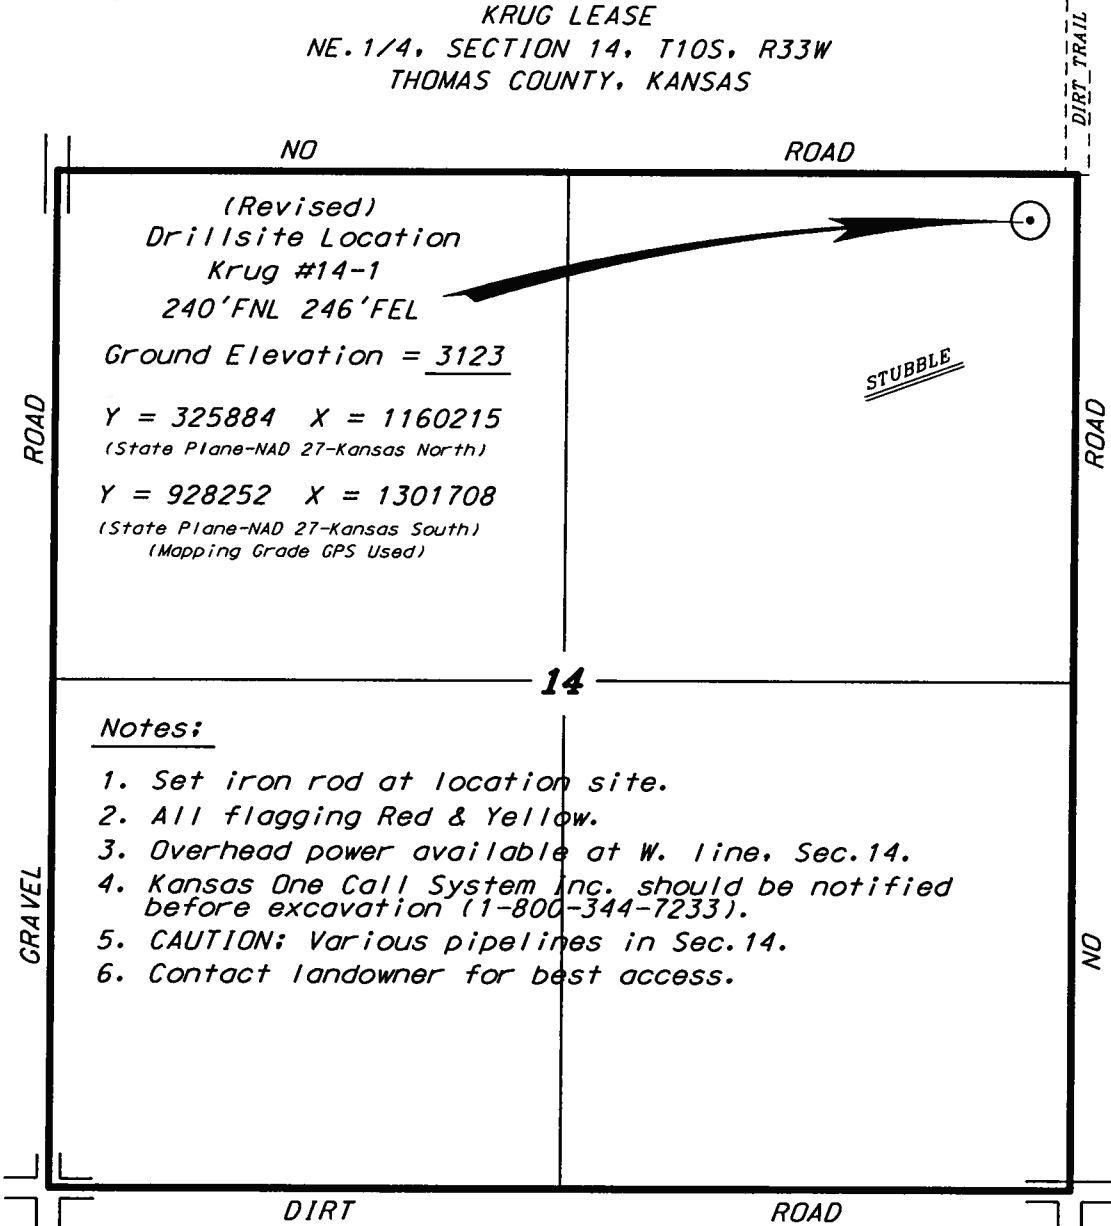 KRUG LEASE
NE.1/4, SECTION 14, T10S, R33W
THOMAS COUNTY, KANSAS
DIRT TRAIL
NO ROAD
(Revised)
Drillsite Location
Krug #14-1
240'FNL 246'FEL
Ground Elevation = 3123
STUBBLE
Y = 325884 X = 1160215
(State Plane-NAD 27-Kansas North)
Y = 928252 X = 1301708
(State Plane-NAD 27-Kansas South)
(Mapping Grade GPS Used)
GRAVEL ROAD
NO ROAD
14
Notes:
1. Set iron rod at location site.
2. All flagging Red & Yellow.
3. Overhead power available at W. line, Sec.14.
4. Kansas One Call System Inc. should be notified
before excavation (1-800-344-7233).
5. CAUTION: Various pipelines in Sec.14.
6. Contact landowner for best access.
DIRT ROAD